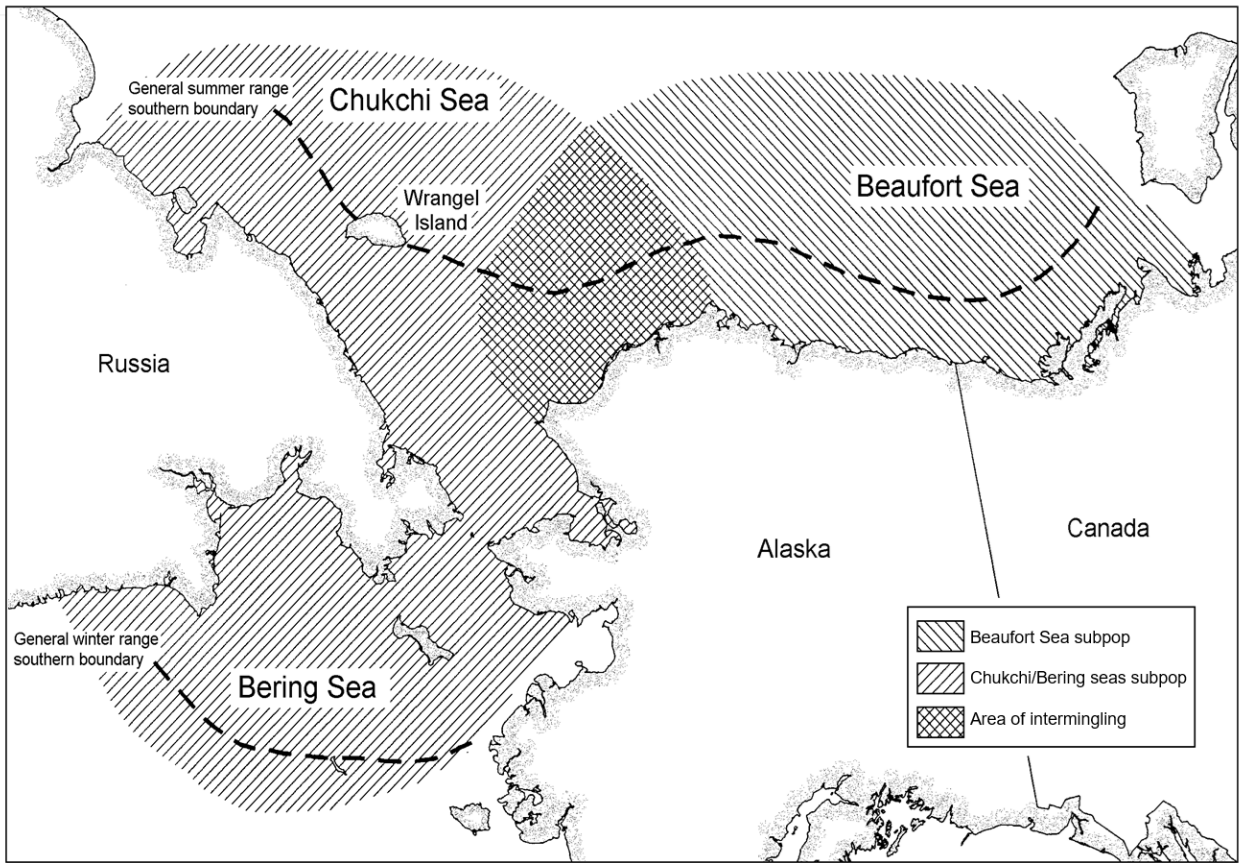 General summer range
southern boundary
Chukchi Sea
Beaufort Sea
Wrangel
Island
Russia
Alaska
Canada
General winter range
southern boundary
Bering Sea
Beaufort Sea subpop
Chukchi/Bering seas subpop
Area of intermingling